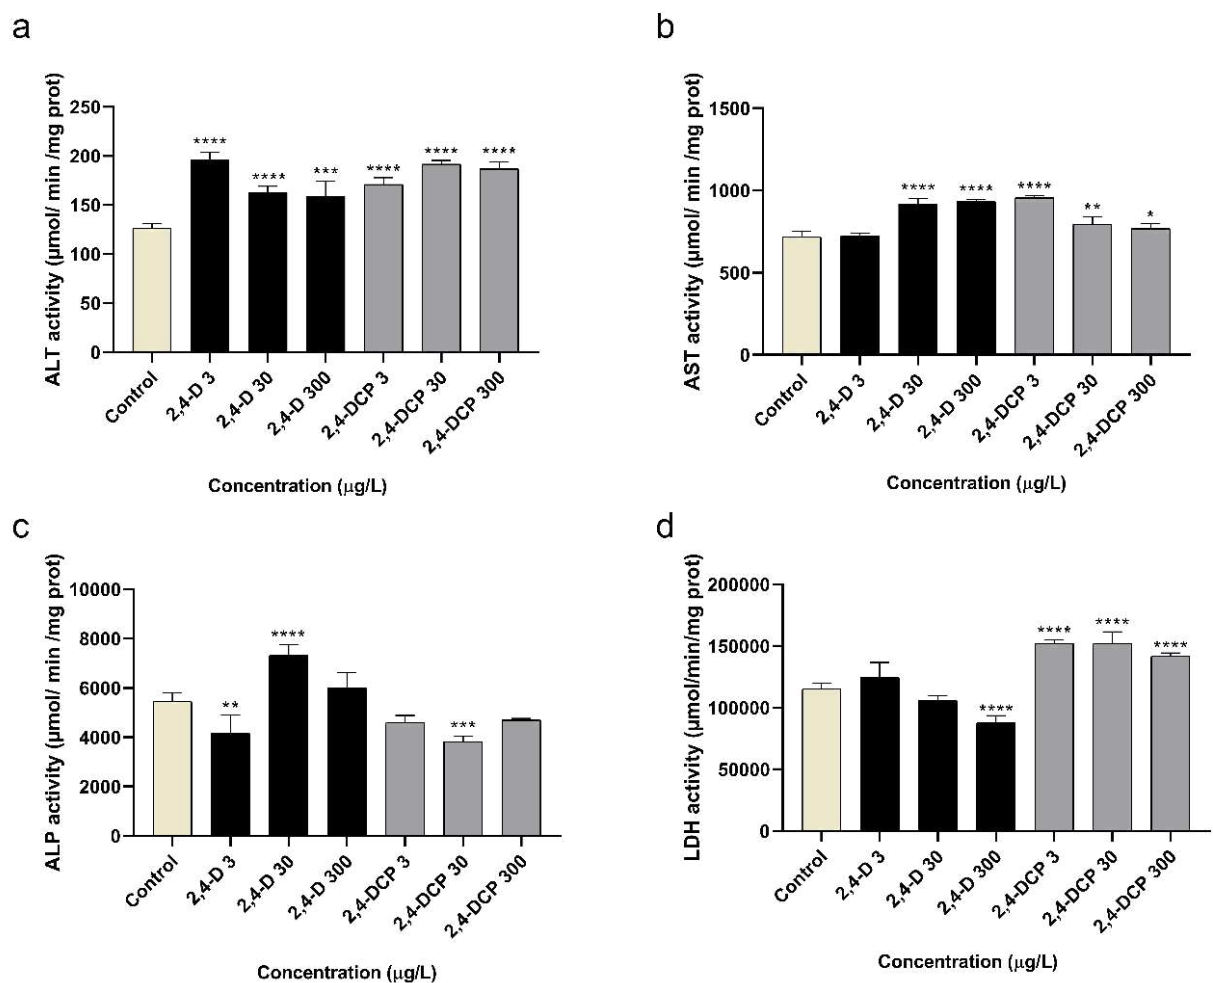 a
ALT activity (μmol/ min /mg prot)
250
200
150
100
50
0
****
****
***
****
****
****
Control
2,4-D 3
2,4-D 30
2,4-D 300
2,4-DCP 3
2,4-DCP 30
2,4-DCP 300
Concentration (μg/L)
b
AST activity (μmol/ min /mg prot)
1500
1000
500
0
****
****
****
**
*
Control
2,4-D 3
2,4-D 30
2,4-D 300
2,4-DCP 3
2,4-DCP 30
2,4-DCP 300
Concentration (μg/L)
c
ALP activity (μmol/ min /mg prot)
10000
8000
6000
4000
2000
0
**
****
***
Control
2,4-D 3
2,4-D 30
2,4-D 300
2,4-DCP 3
2,4-DCP 30
2,4-DCP 300
Concentration (μg/L)
d
LDH activity (μmol/min/mg prot)
200000
150000
100000
50000
0
****
****
****
****
Control
2,4-D 3
2,4-D 30
2,4-D 300
2,4-DCP 3
2,4-DCP 30
2,4-DCP 300
Concentration (μg/L)